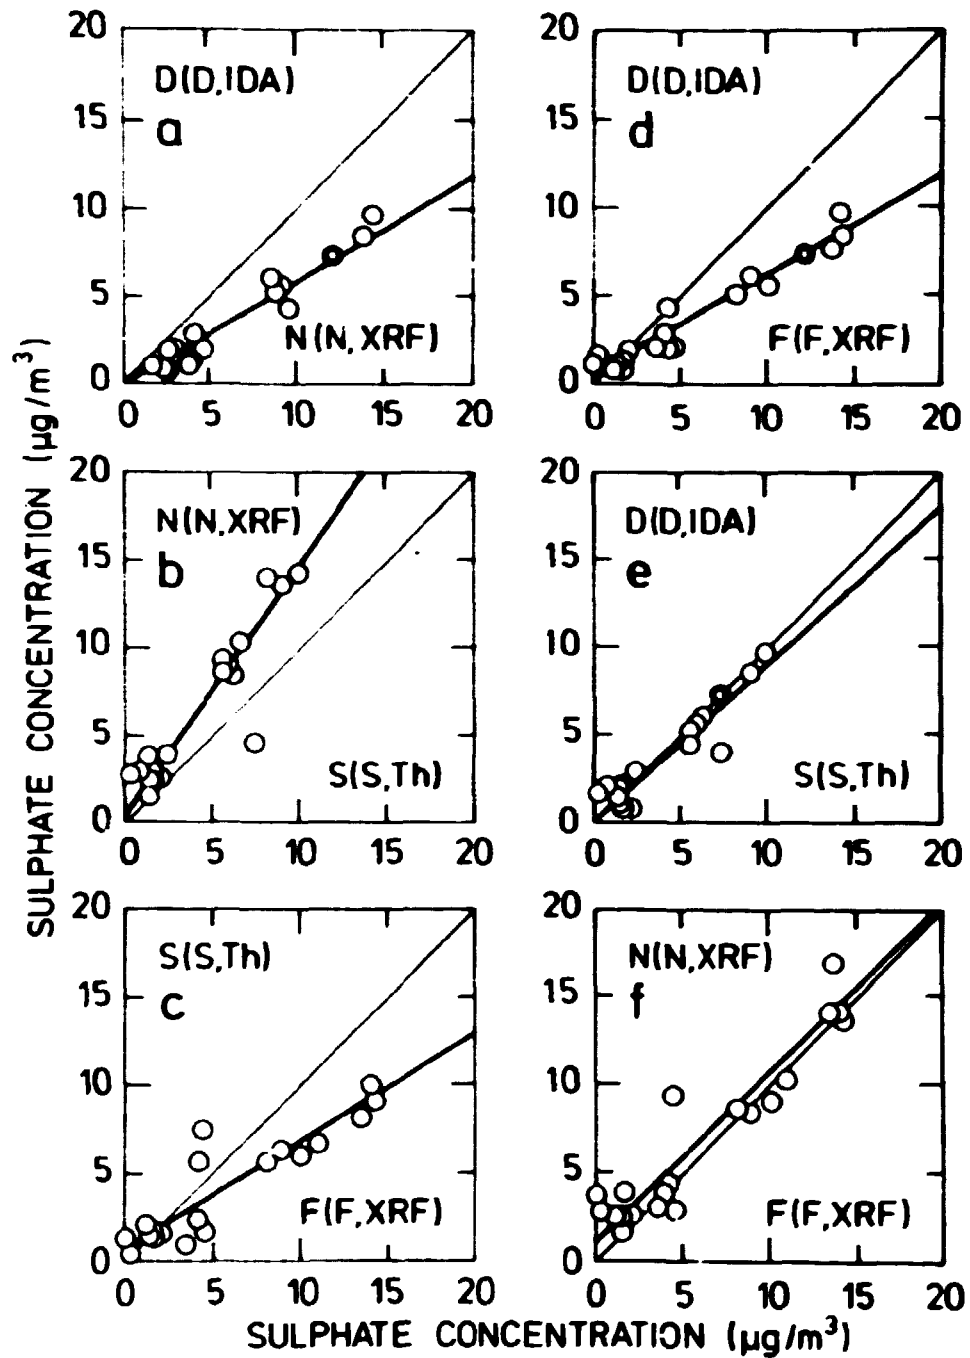 SULPHATE CONCENTRATION (µg/m³)
20
15
10
5
0
D(D,IDA)
a
N(N,XRF)
0 5 10 15 20
20
15
10
5
0
D(D,IDA)
d
F(F,XRF)
0 5 10 15 20
20
15
10
5
0
N(N,XRF)
b
S(S,Th)
0 5 10 15 20
20
15
10
5
0
D(D,IDA)
e
S(S,Th)
0 5 10 15 20
20
15
10
5
0
S(S,Th)
c
F(F,XRF)
0 5 10 15 20
20
15
10
5
0
N(N,XRF)
f
F(F,XRF)
0 5 10 15 20
SULPHATE CONCENTRATION (µg/m³)